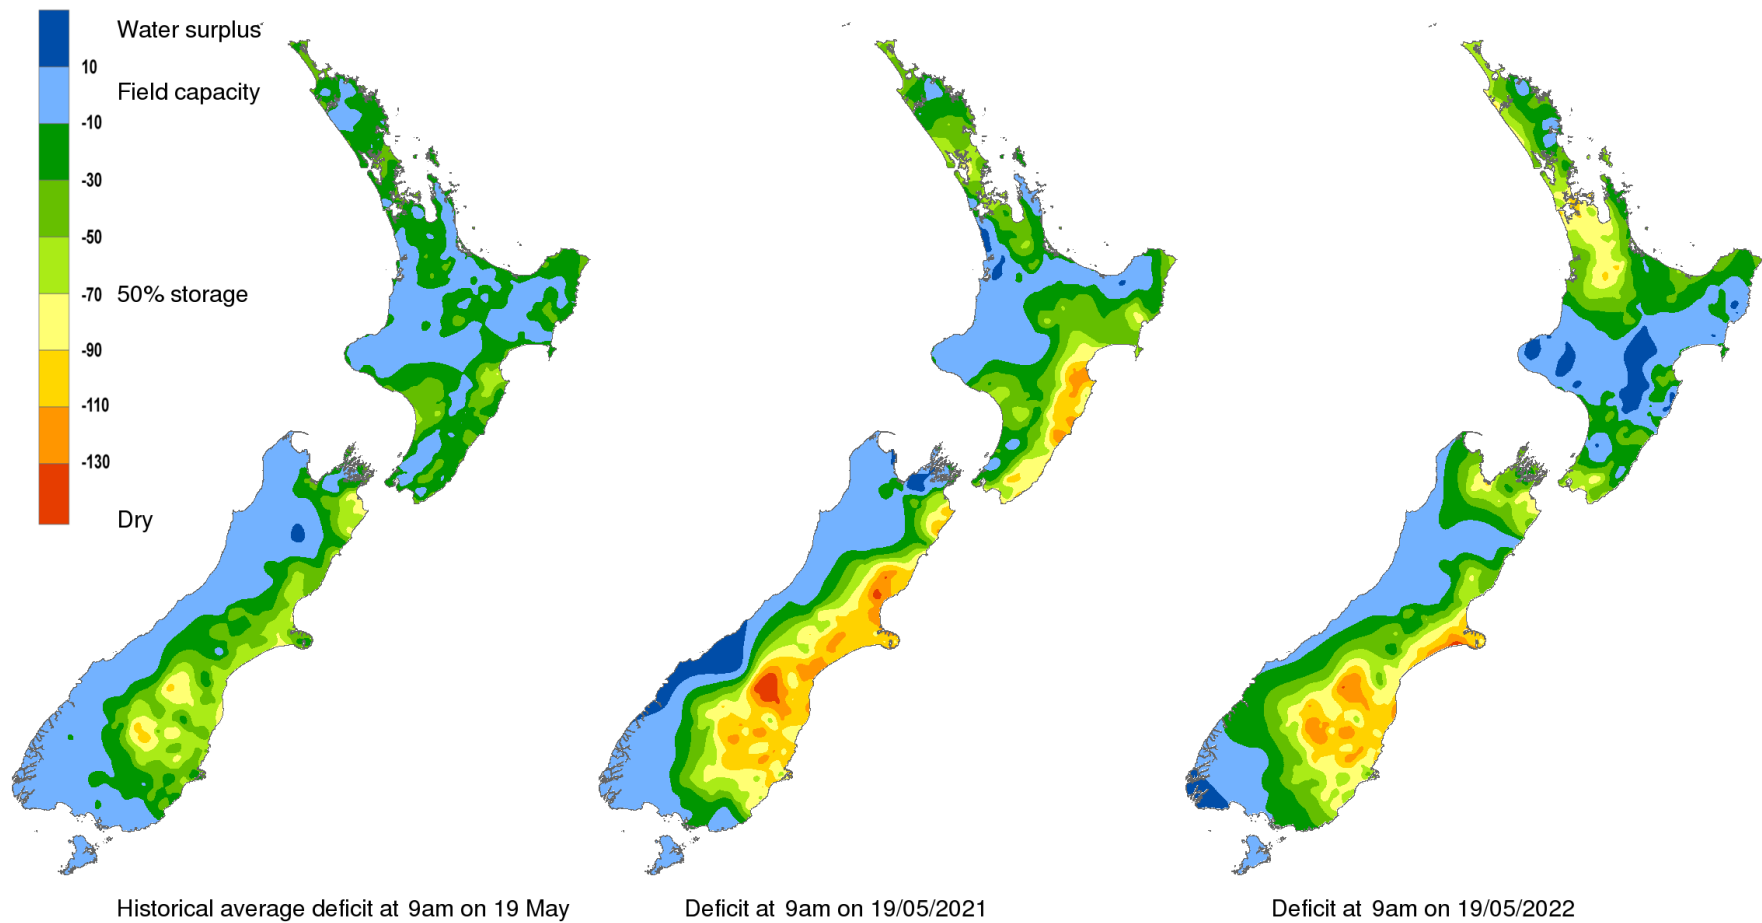 Water surplus
10
Field capacity
-10
-30
-50
-70 50% storage
-90
-110
-130
Dry
Historical average deficit at 9am on 19 May
Deficit at 9am on 19/05/2021
Deficit at 9am on 19/05/2022